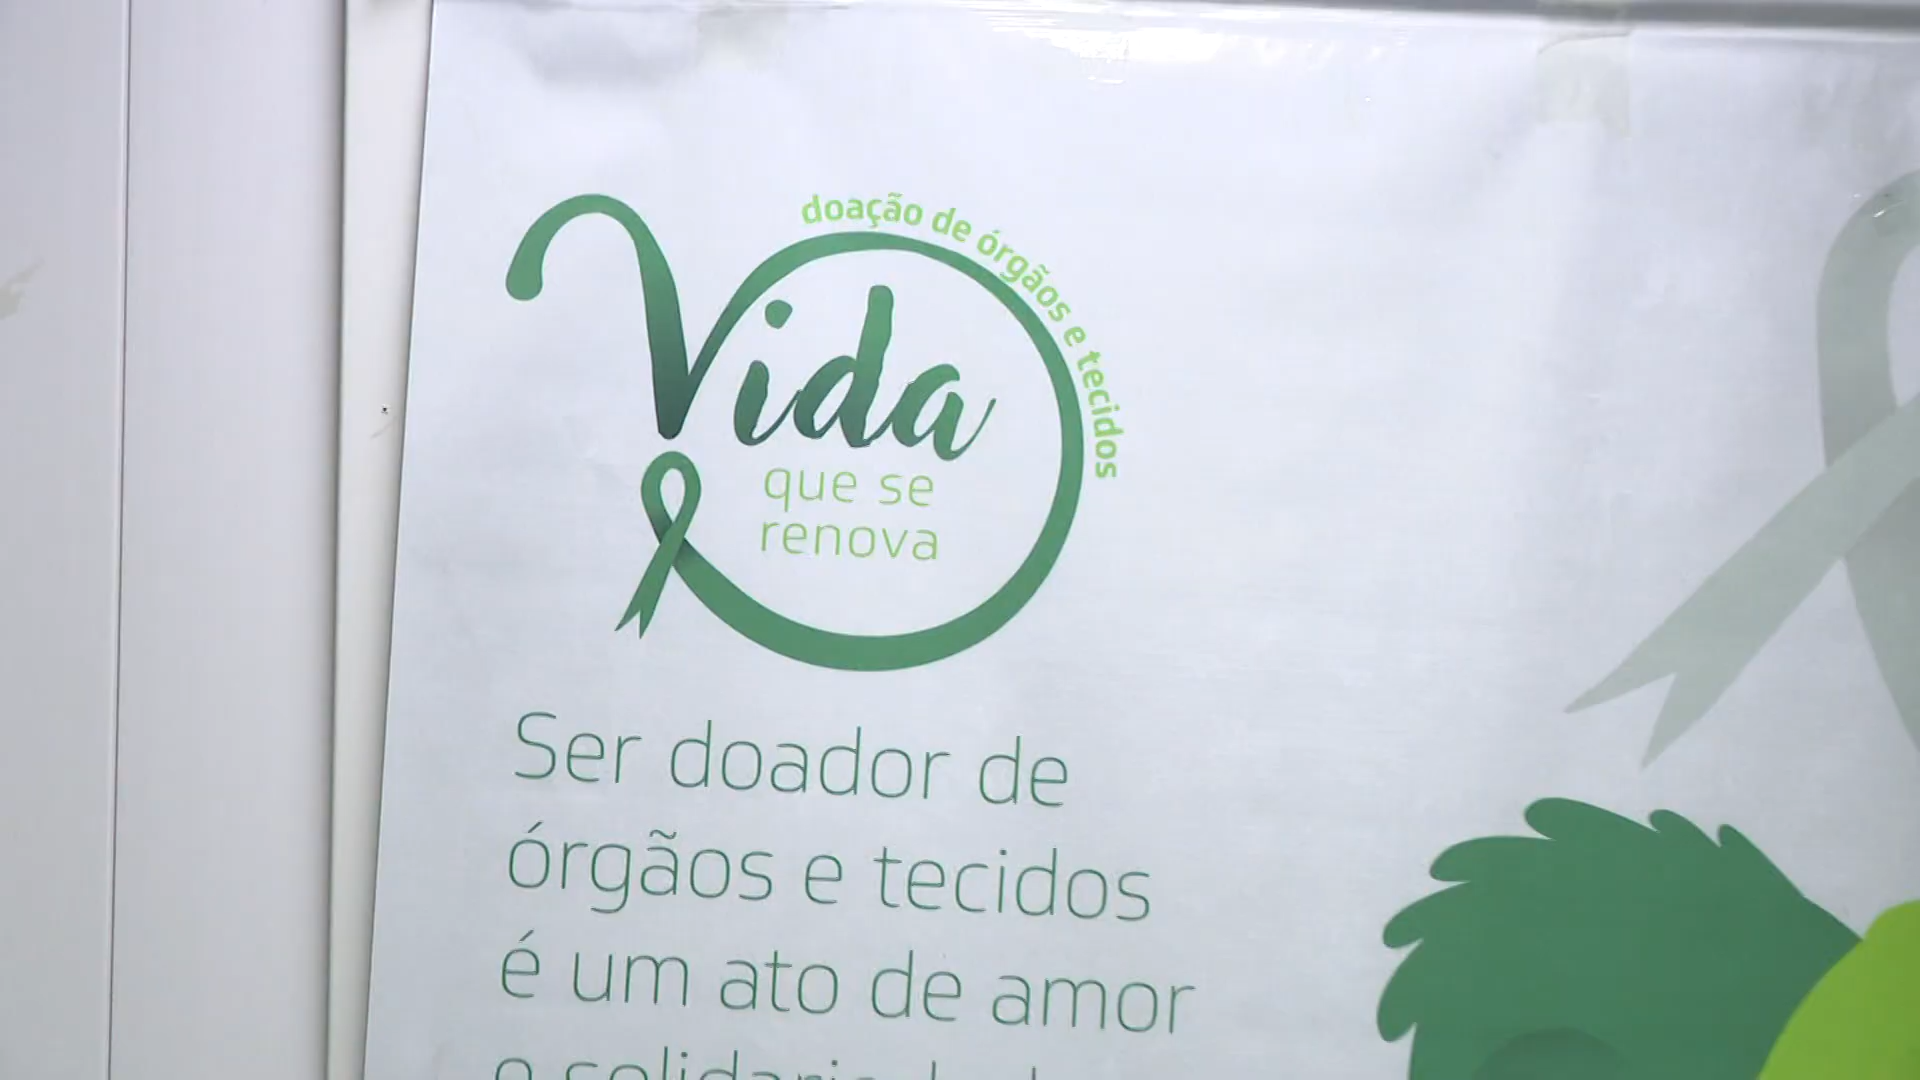 doação de órgãos e tecidos
Vida
que se
renova
Ser doador de
órgãos e tecidos
é um ato de amor